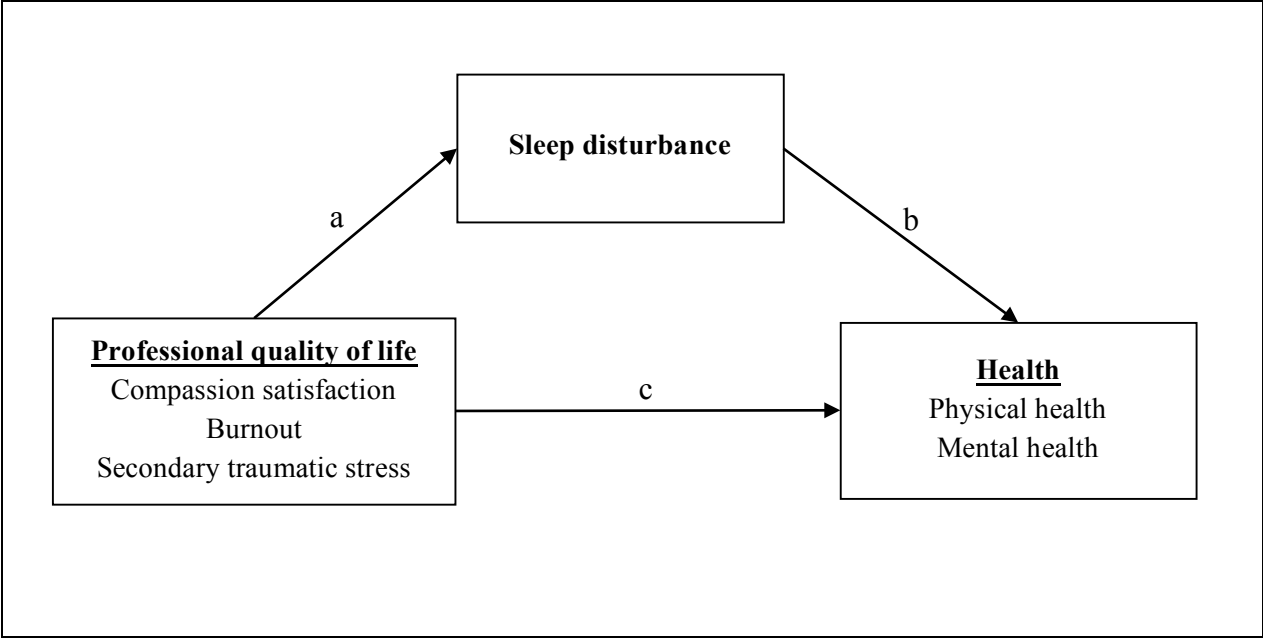 Sleep disturbance
a
b
Professional quality of life
Compassion satisfaction
Burnout
Secondary traumatic stress
c
Health
Physical health
Mental health